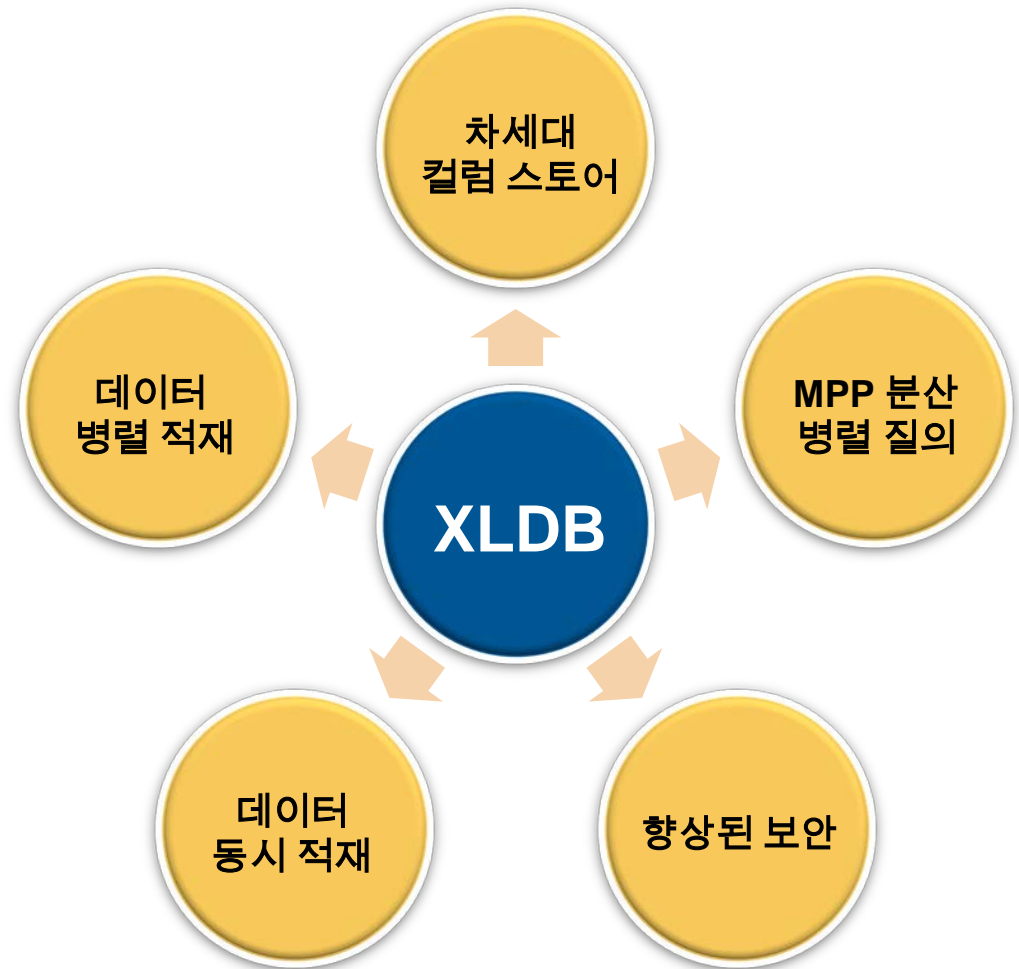 차세대
컬럼 스토어
데이터
병렬 적재
MPP 분산
병렬 질의
XLDB
데이터
동시 적재
향상된 보안